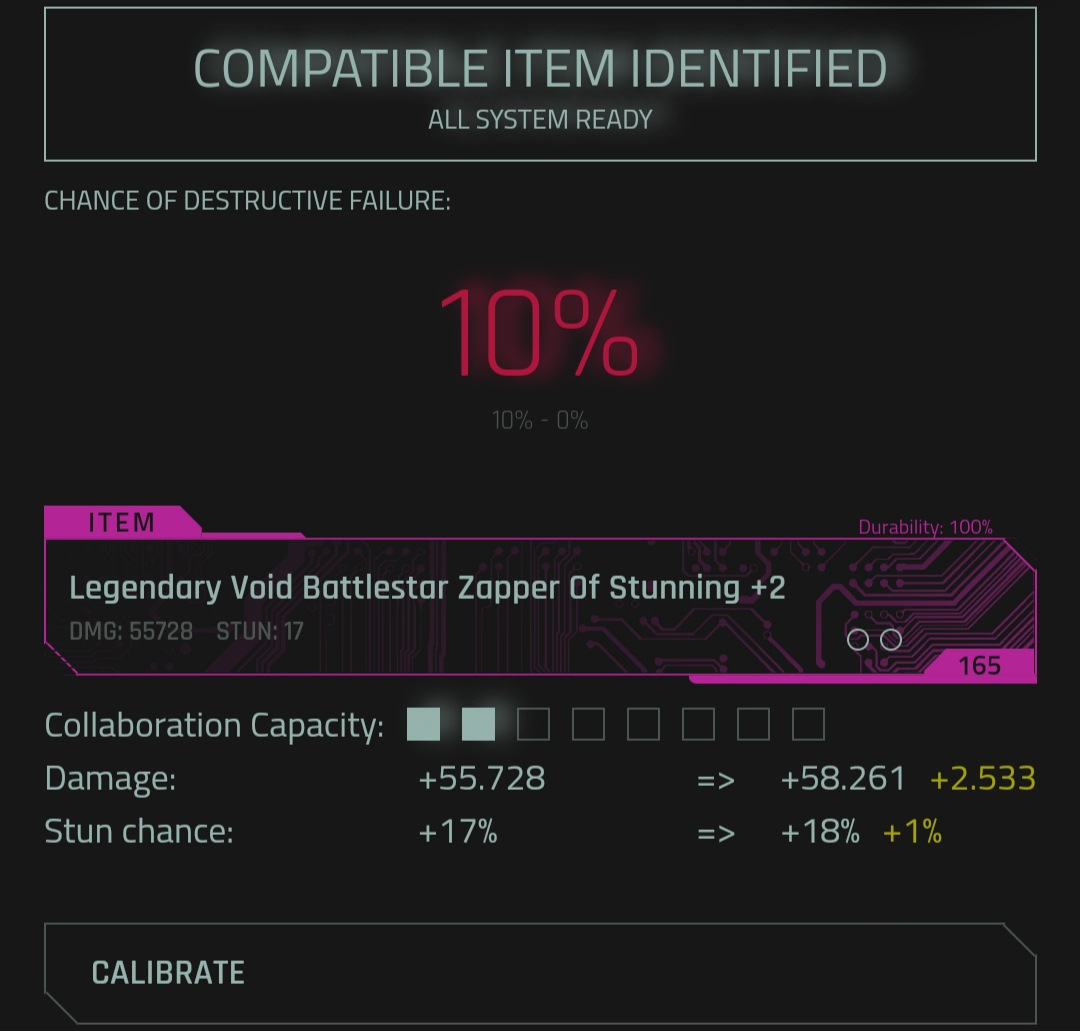 COMPATIBLE ITEM IDENTIFIED
ALL SYSTEM READY
CHANCE OF DESTRUCTIVE FAILURE:
10%
10% - 0%
ITEM
Durability: 100%
Legendary Void Battlestar Zapper Of Stunning +2
DMG: 55728 STUN: 17
165
Collaboration Capacity:
Damage: +55.728 => +58.261 +2.533
Stun chance: +17% => +18% +1%
CALIBRATE